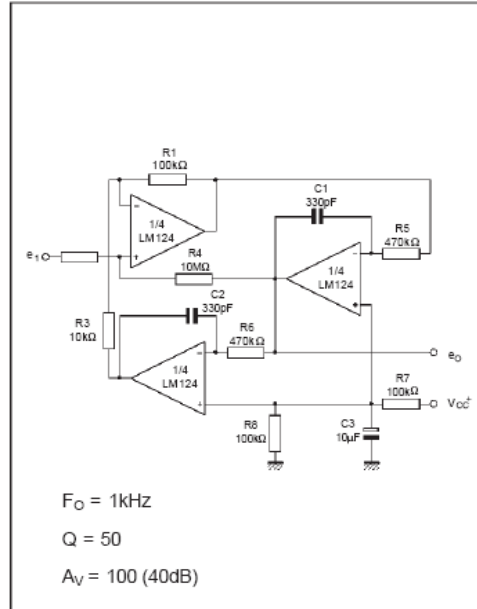 R1
100kΩ
C1
330pF
R5
470kΩ
1/4
LM124
e1
R4
10MΩ
1/4
LM124
C2
330pF
R3
10kΩ
R6
470kΩ
eo
1/4
LM124
R7
100kΩ
VCC+
R8
100kΩ
C3
10µF
FO = 1kHz
Q = 50
AV = 100 (40dB)